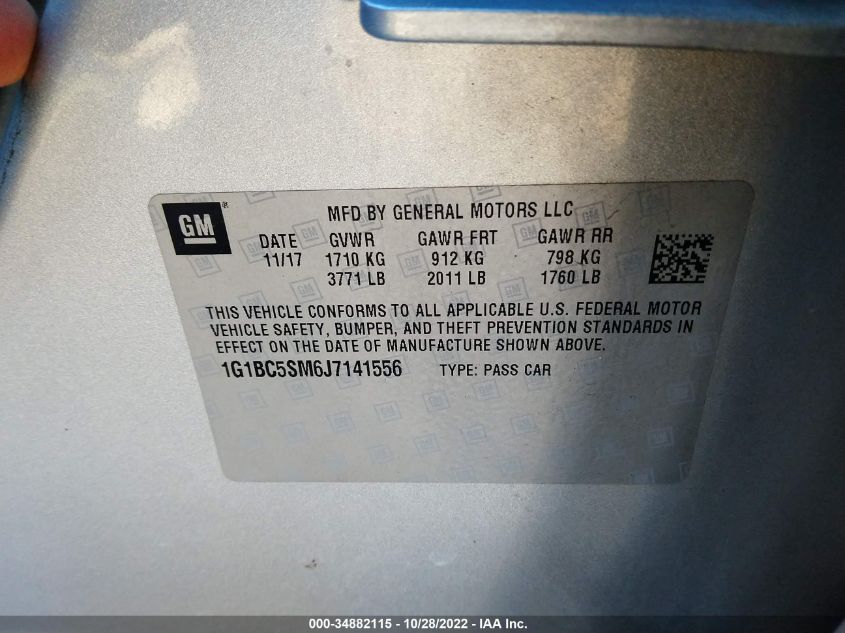 GM®
MFD BY GENERAL MOTORS LLC
DATE GVWR GAWR FRT GAWR RR
11/17 1710 KG 912 KG 798 KG
3771 LB 2011 LB 1760 LB
THIS VEHICLE CONFORMS TO ALL APPLICABLE U.S. FEDERAL MOTOR
VEHICLE SAFETY, BUMPER, AND THEFT PREVENTION STANDARDS IN
EFFECT ON THE DATE OF MANUFACTURE SHOWN ABOVE.
1G1BC5SM6J7141556 TYPE: PASS CAR
000-34882115 - 10/28/2022 - IAA Inc.